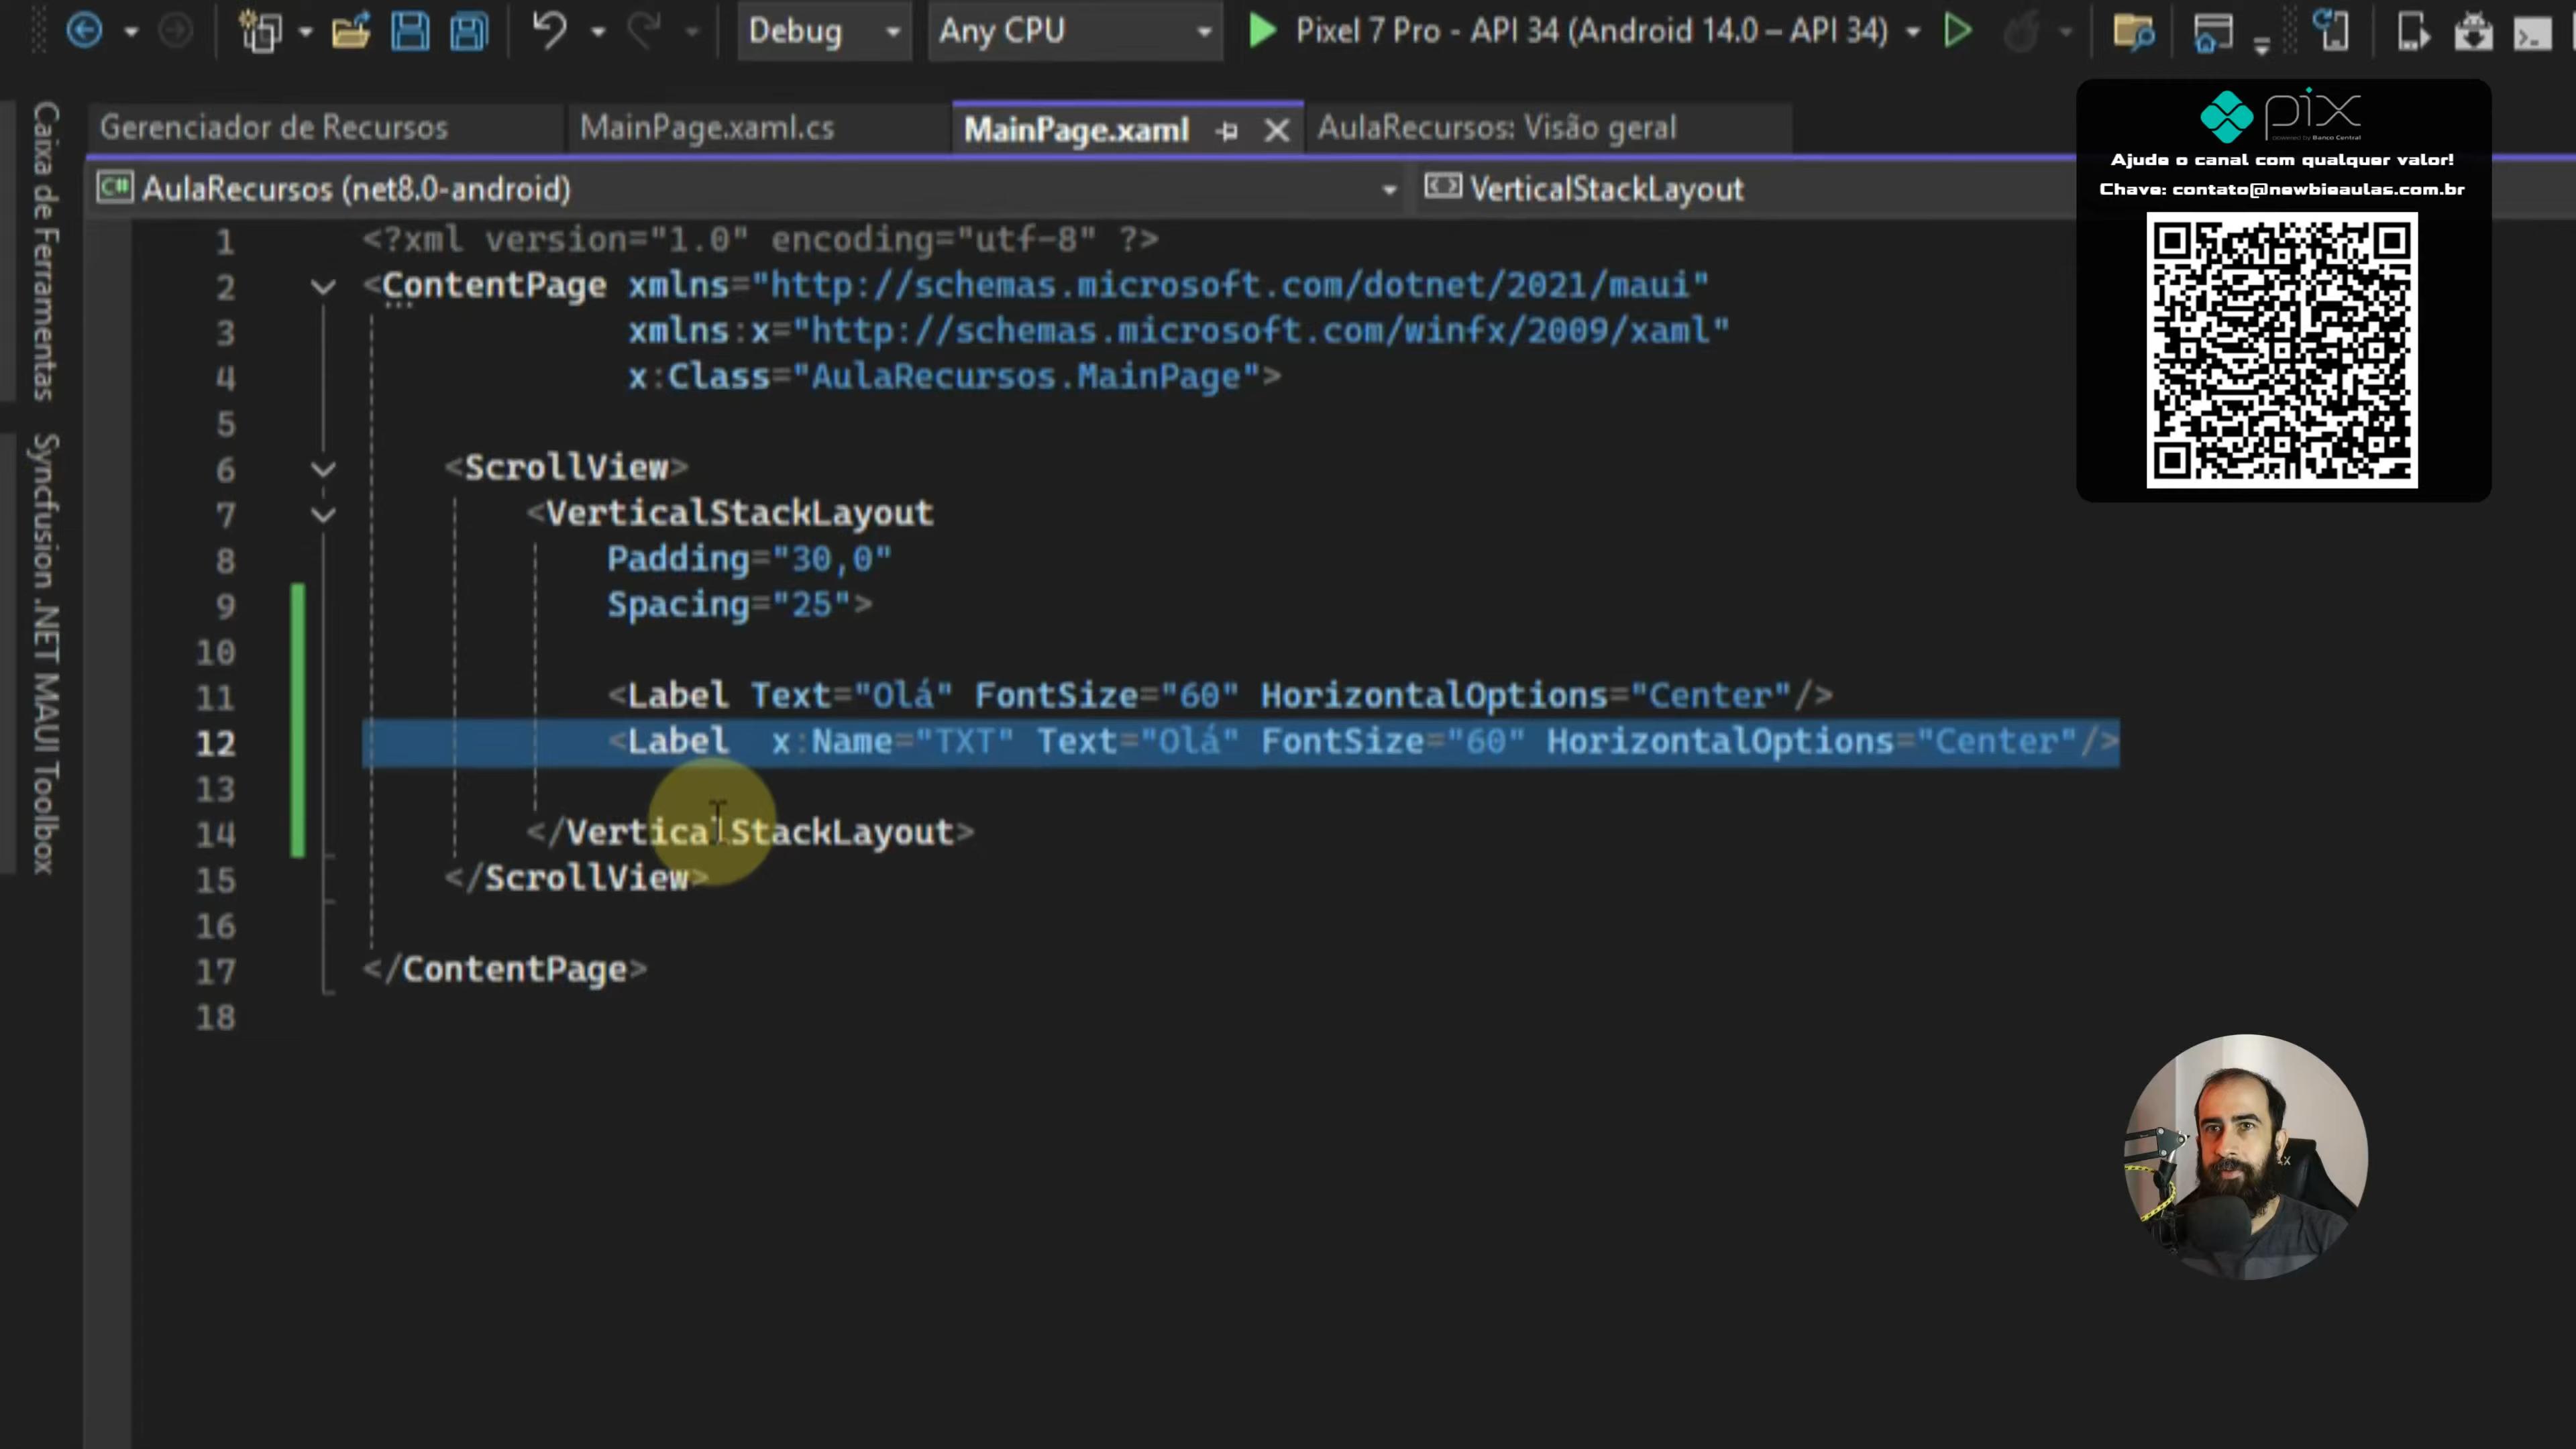 Debug Any CPU Pixel 7 Pro - API 34 (Android 14.0 – API 34)
Gerenciador de Recursos MainPage.xaml.cs MainPage.xaml AulaRecursos: Visão geral
C# AulaRecursos (net8.0-android) VerticalStackLayout
Caixa de Ferramentas
Syncfusion .NET MAUI Toolbox
1 <?xml version="1.0" encoding="utf-8" ?>
2 <ContentPage xmlns="http://schemas.microsoft.com/dotnet/2021/maui"
3 xmlns:x="http://schemas.microsoft.com/winfx/2009/xaml"
4 x:Class="AulaRecursos.MainPage">
5
6 <ScrollView>
7 <VerticalStackLayout
8 Padding="30,0"
9 Spacing="25">
10
11 <Label Text="Olá" FontSize="60" HorizontalOptions="Center"/>
12 <Label  x:Name="TXT" Text="Olá" FontSize="60" HorizontalOptions="Center"/>
13
14 </VerticalStackLayout>
15 </ScrollView>
16
17 </ContentPage>
18
pix
powered by Banco Central
Ajude o canal com qualquer valor!
Chave: contato@newbieaulas.com.br